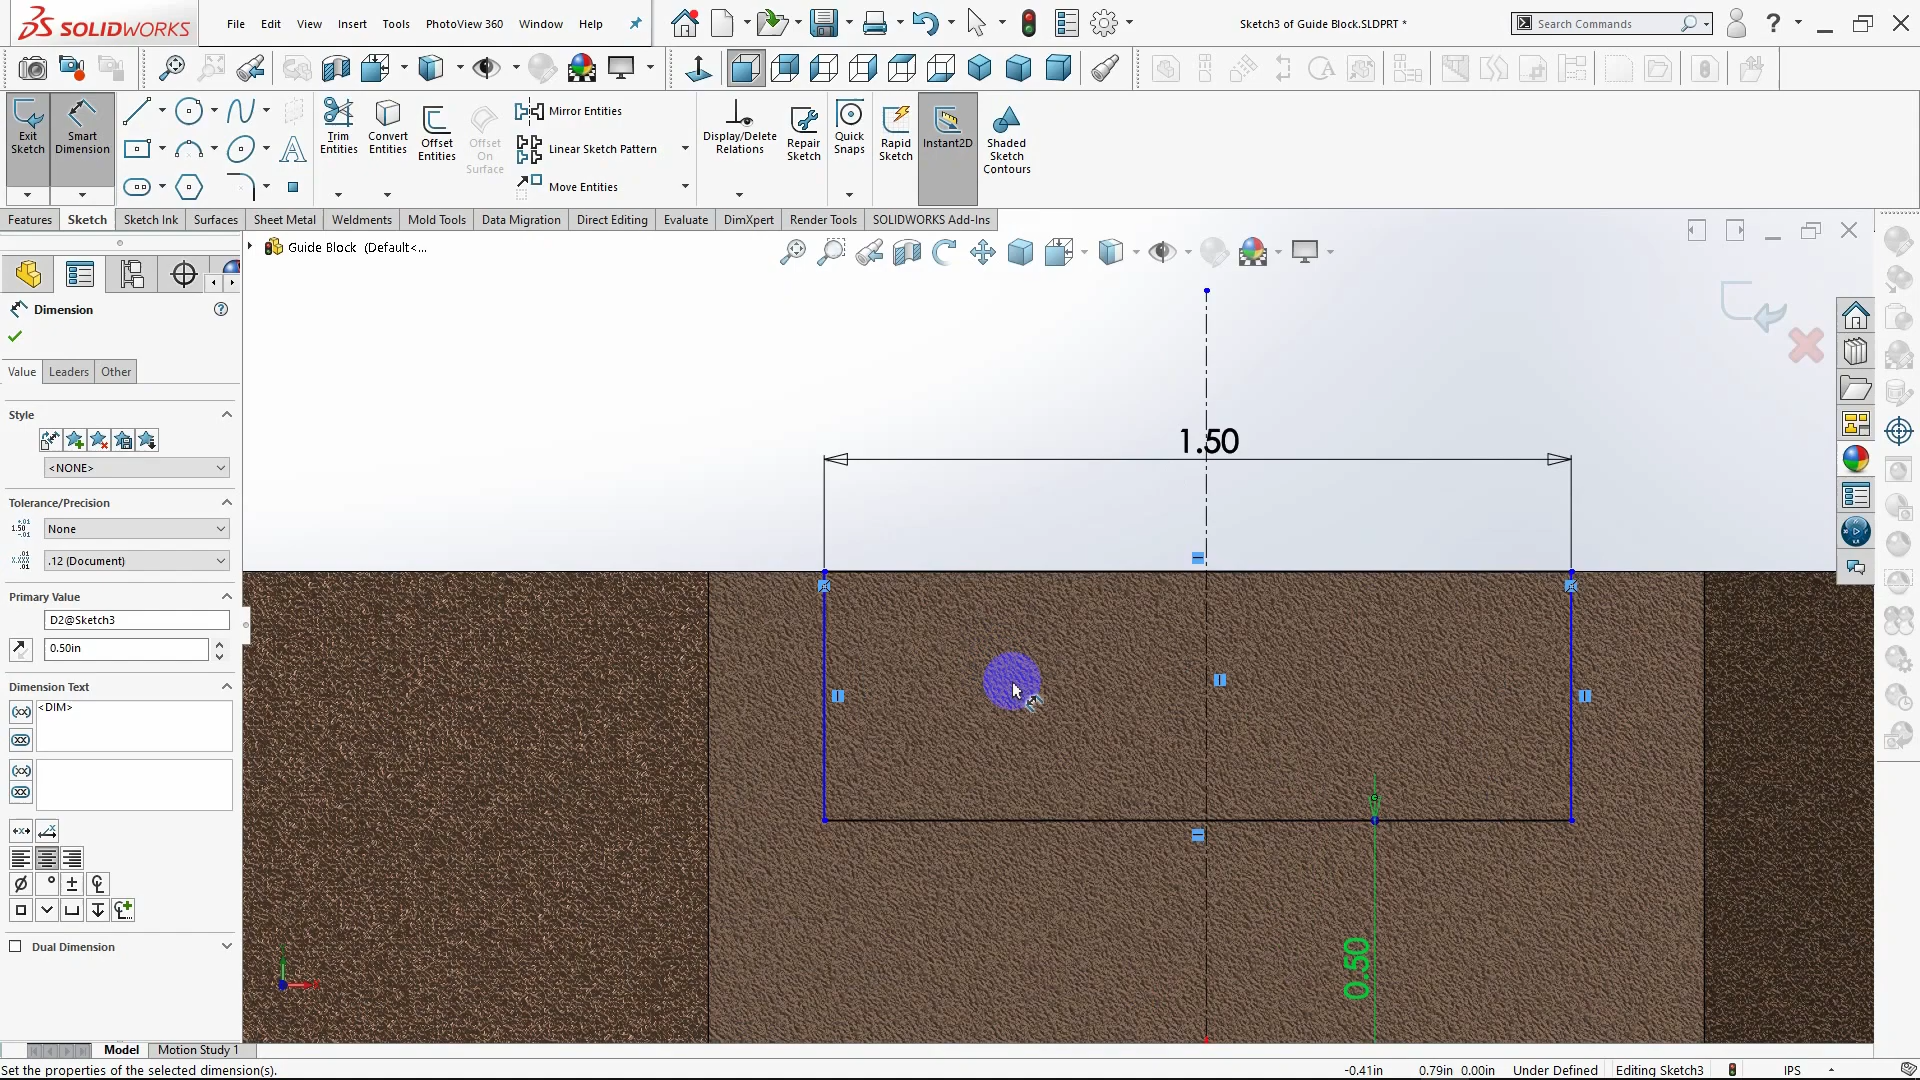 SOLIDWORKS
File Edit View Insert Tools PhotoView 360 Window Help
Sketch3 of Guide Block.SLDPRT *
Search Commands
?
Exit Sketch
Smart Dimension
Trim Entities
Convert Entities
Offset Entities
Offset On Surface
Mirror Entities
Linear Sketch Pattern
Move Entities
Display/Delete Relations
Repair Sketch
Quick Snaps
Rapid Sketch
Instant2D
Shaded Sketch Contours
Features Sketch Sketch Ink Surfaces Sheet Metal Weldments Mold Tools Data Migration Direct Editing Evaluate DimXpert Render Tools SOLIDWORKS Add-Ins
Guide Block (Default<...
Dimension
Value Leaders Other
Style
<NONE>
Tolerance/Precision
None
.12 (Document)
Primary Value
D2@Sketch3
0.50in
Dimension Text
<DIM>
Dual Dimension
1.50
0.50
Model Motion Study 1
Set the properties of the selected dimension(s).
-0.41in 0.79in 0.00in Under Defined Editing Sketch3 IPS